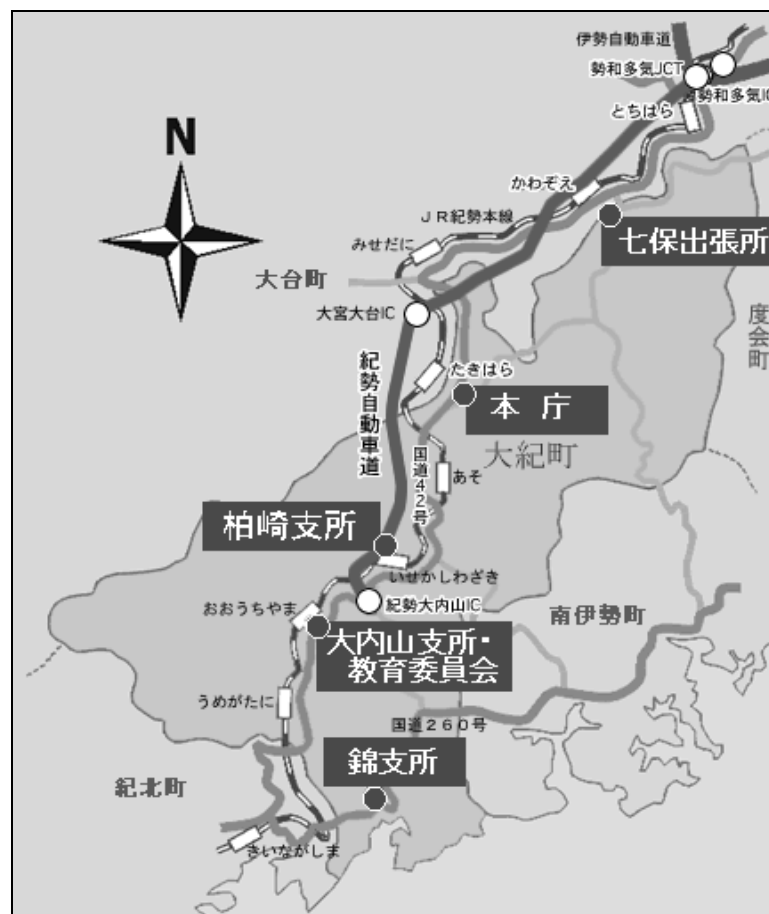 伊勢自動車道
勢和多気JCT
勢和多気IC
とちはら
N
かわぞえ
JR紀勢本線
七保出張所
みせだに
大台町
大宮大台IC
度会町
紀勢自動車道
たきはら
本庁
大紀町
国道42号
あそ
柏崎支所
いせかしわざき
紀勢大内山IC
おおうちやま
南伊勢町
大内山支所・
教育委員会
うめがたに
国道260号
錦支所
紀北町
きいながしま